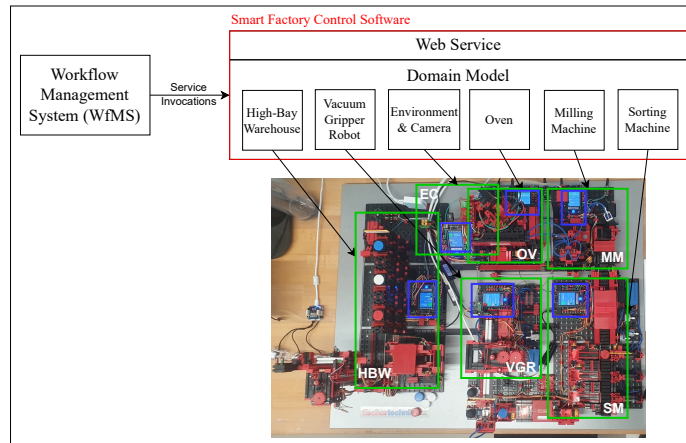 Smart Factory Control Software
Web Service
Domain Model
Workflow
Management
System (WfMS)
Service
Invocations
High-Bay
Warehouse
Vacuum
Gripper
Robot
Environment
& Camera
Oven
Milling
Machine
Sorting
Machine
EC
OV
MM
HBW
VGR
SM
fischertechnik